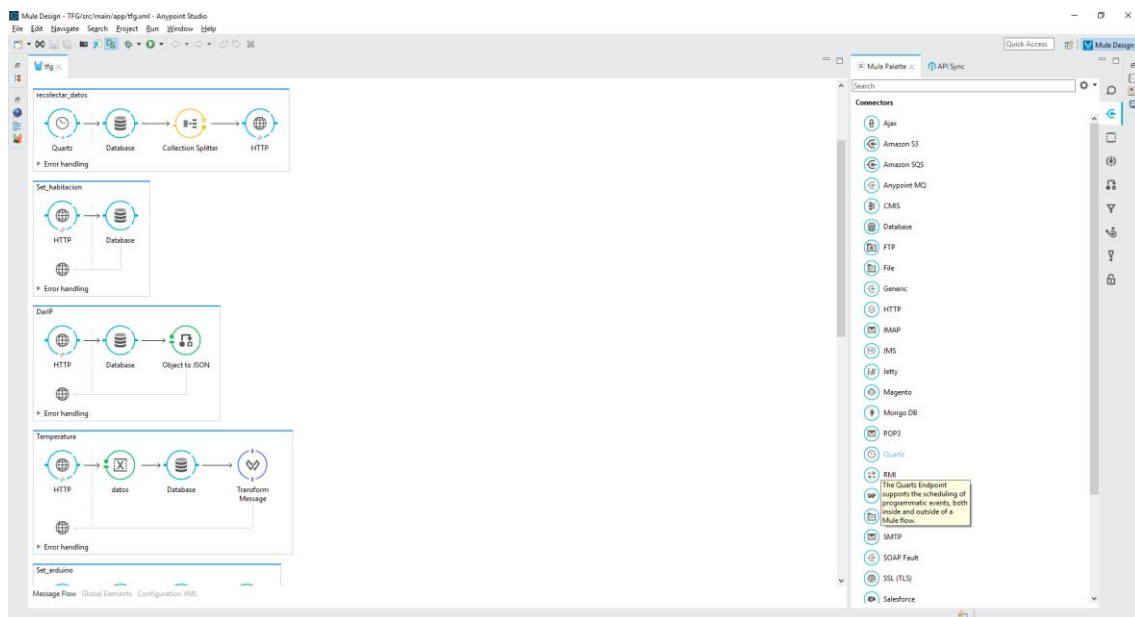 Mule Design - TFG/src/main/app/tfg.xml - Anypoint Studio
File Edit Navigate Search Project Run Window Help
Quick Access
Mule Design
tfg
recolectar_datos
Quartz Database Collection Splitter HTTP
Error handling
Set_habitacion
HTTP Database
Error handling
DarIP
HTTP Database Object to JSON
Error handling
Temperatura
HTTP datos Database Transform
Message
Error handling
Set_arduino
Message Flow Global Elements Configuration XML
Mule Palette API Sync
Search
Connectors
Ajax
Amazon S3
Amazon SQS
Anypoint MQ
CMIS
Database
FTP
File
Generic
HTTP
IMAP
JMS
Jetty
Magento
Mongo DB
POP3
Quartz
RMI
The Quartz Endpoint
supports the scheduling of
programmatic events, both
inside and outside of a
Mule flow.
SAP
SMTP
SOAP Fault
SSL (TLS)
Salesforce